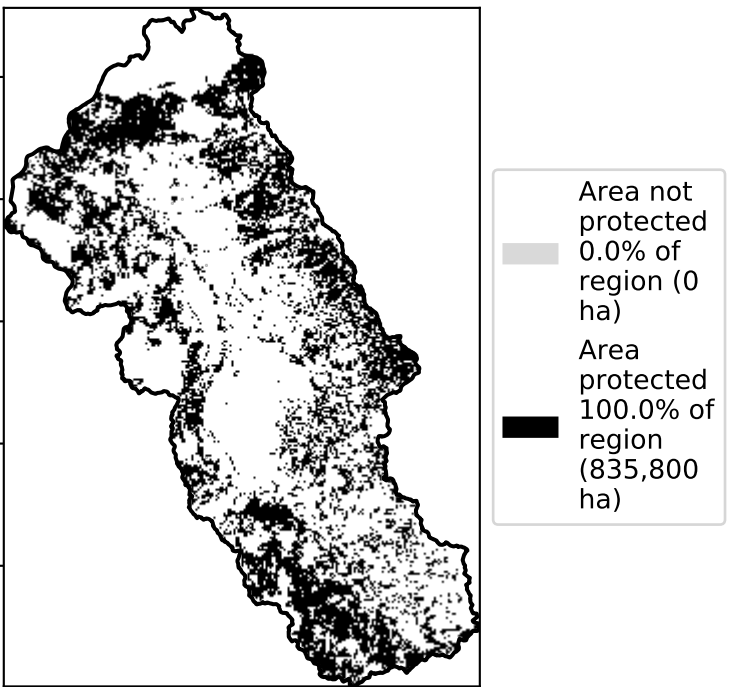 Area not
protected
0.0% of
region (0
ha)
Area
protected
100.0% of
region
(835,800
ha)